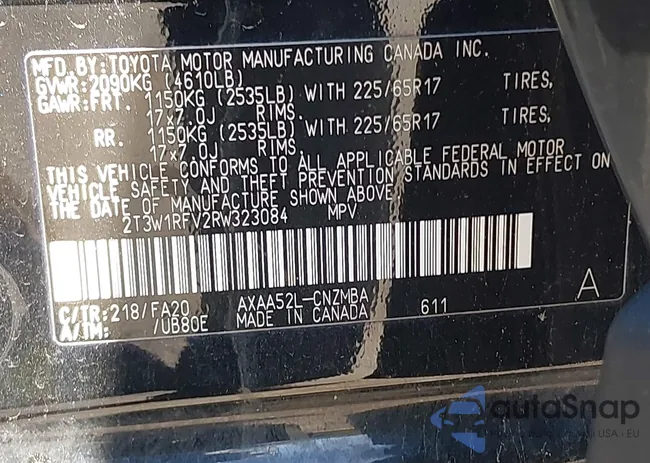 MFD.BY:TOYOTA MOTOR MANUFACTURING CANADA INC.
GVWR:2090KG (4610LB)
GAWR:FRT. 1150KG (2535LB) WITH 225/65R17 TIRES,
17x7.0J RIMS,
RR. 1150KG (2535LB) WITH 225/65R17 TIRES,
17x7.0J RIMS.
THIS VEHICLE CONFORMS TO ALL APPLICABLE FEDERAL MOTOR
VEHICLE SAFETY AND THEFT PREVENTION STANDARDS IN EFFECT ON
THE DATE OF MANUFACTURE SHOWN ABOVE.
2T3W1RFV2RW323084 MPV
C/TR:218/FA20 AXAA52L-CNZMBA 611
A/TM: /UB80E MADE IN CANADA
A
autoSnap
USA • EU